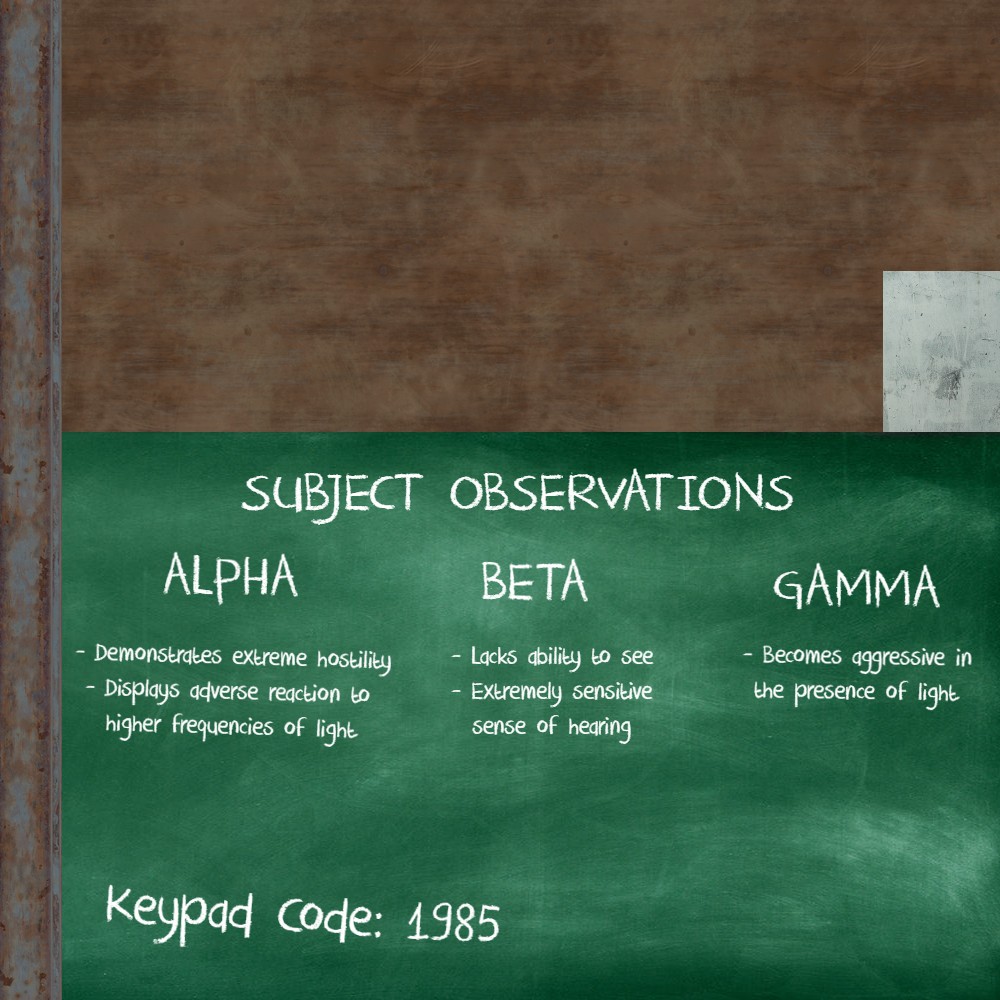 SUBJECT OBSERVATIONS
ALPHA
- Demonstrates extreme hostility
- Displays adverse reaction to
higher frequencies of light
BETA
- Lacks ability to see
- Extremely sensitive
sense of hearing
GAMMA
- Becomes aggressive in
the presence of light
Keypad Code: 1985